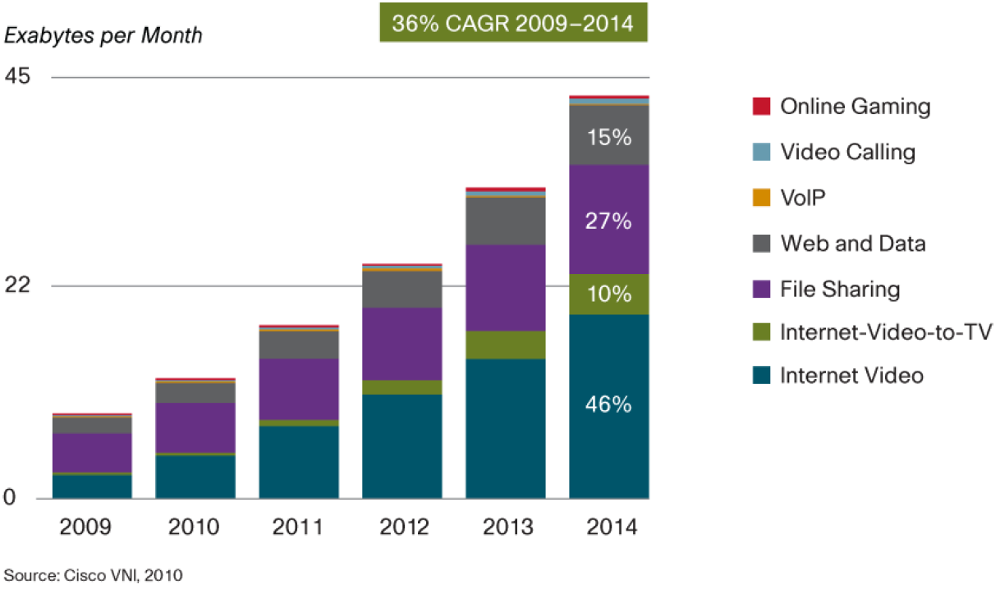 36% CAGR 2009–2014
Exabytes per Month
45
22
0
15%
27%
10%
46%
2009 2010 2011 2012 2013 2014
Online Gaming
Video Calling
VoIP
Web and Data
File Sharing
Internet-Video-to-TV
Internet Video
Source: Cisco VNI, 2010